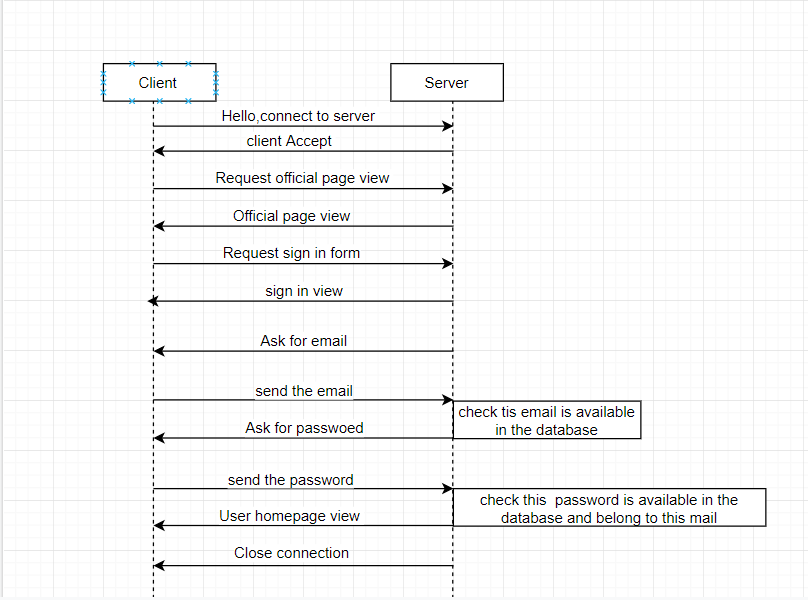 Client
Server
Hello,connect to server
client Accept
Request official page view
Official page view
Request sign in form
sign in view
Ask for email
send the email
check tis email is available
in the database
Ask for passwoed
send the password
check this  password is available in the
database and belong to this mail
User homepage view
Close connection